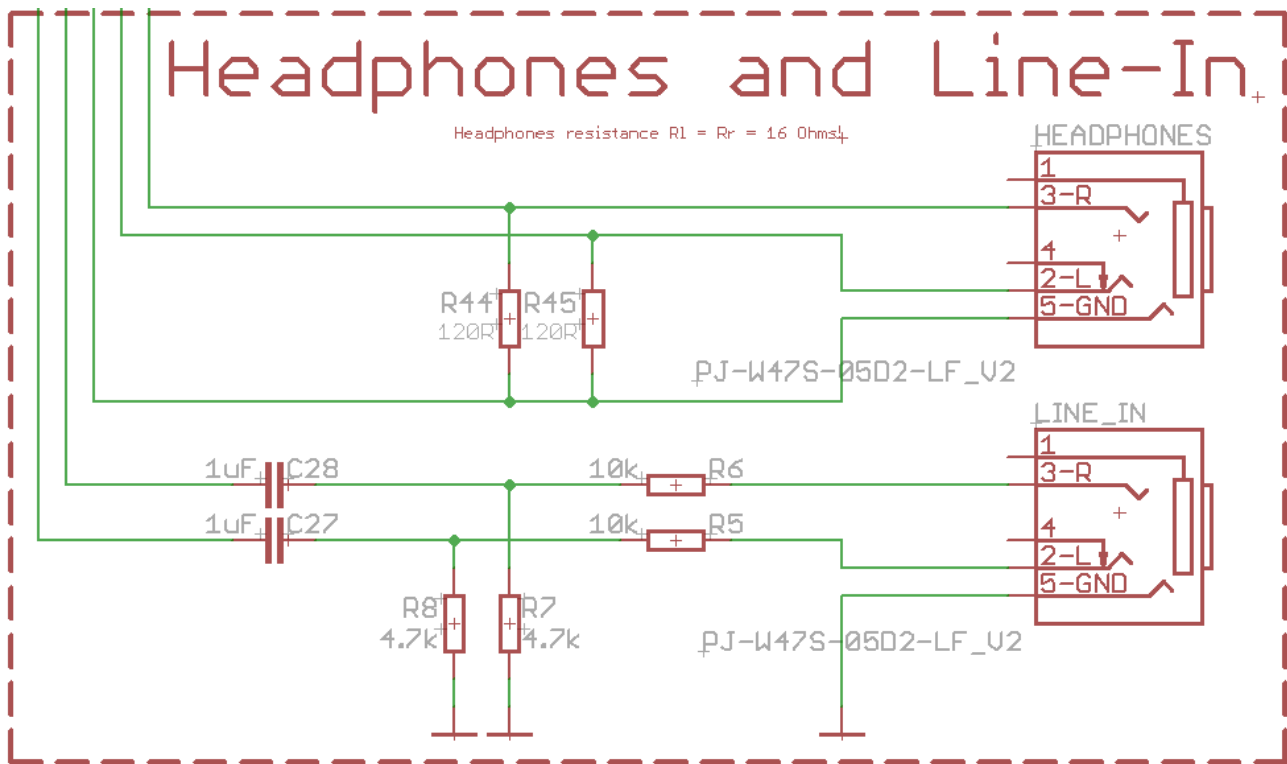 Headphones and Line-In
Headphones resistance Rl = Rr = 16 Ohms!
HEADPHONES
1
3-R
4
2-L
5-GND
R44
120R
R45
120R
PJ-W47S-05D2-LF_V2
LINE_IN
1
3-R
4
2-L
5-GND
1uF C28
10k R6
1uF C27
10k R5
R8
4.7k
R7
4.7k
PJ-W47S-05D2-LF_V2